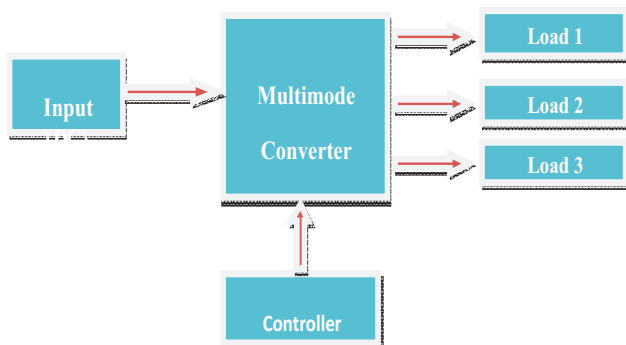 Input
Multimode
Converter
Load 1
Load 2
Load 3
Controller